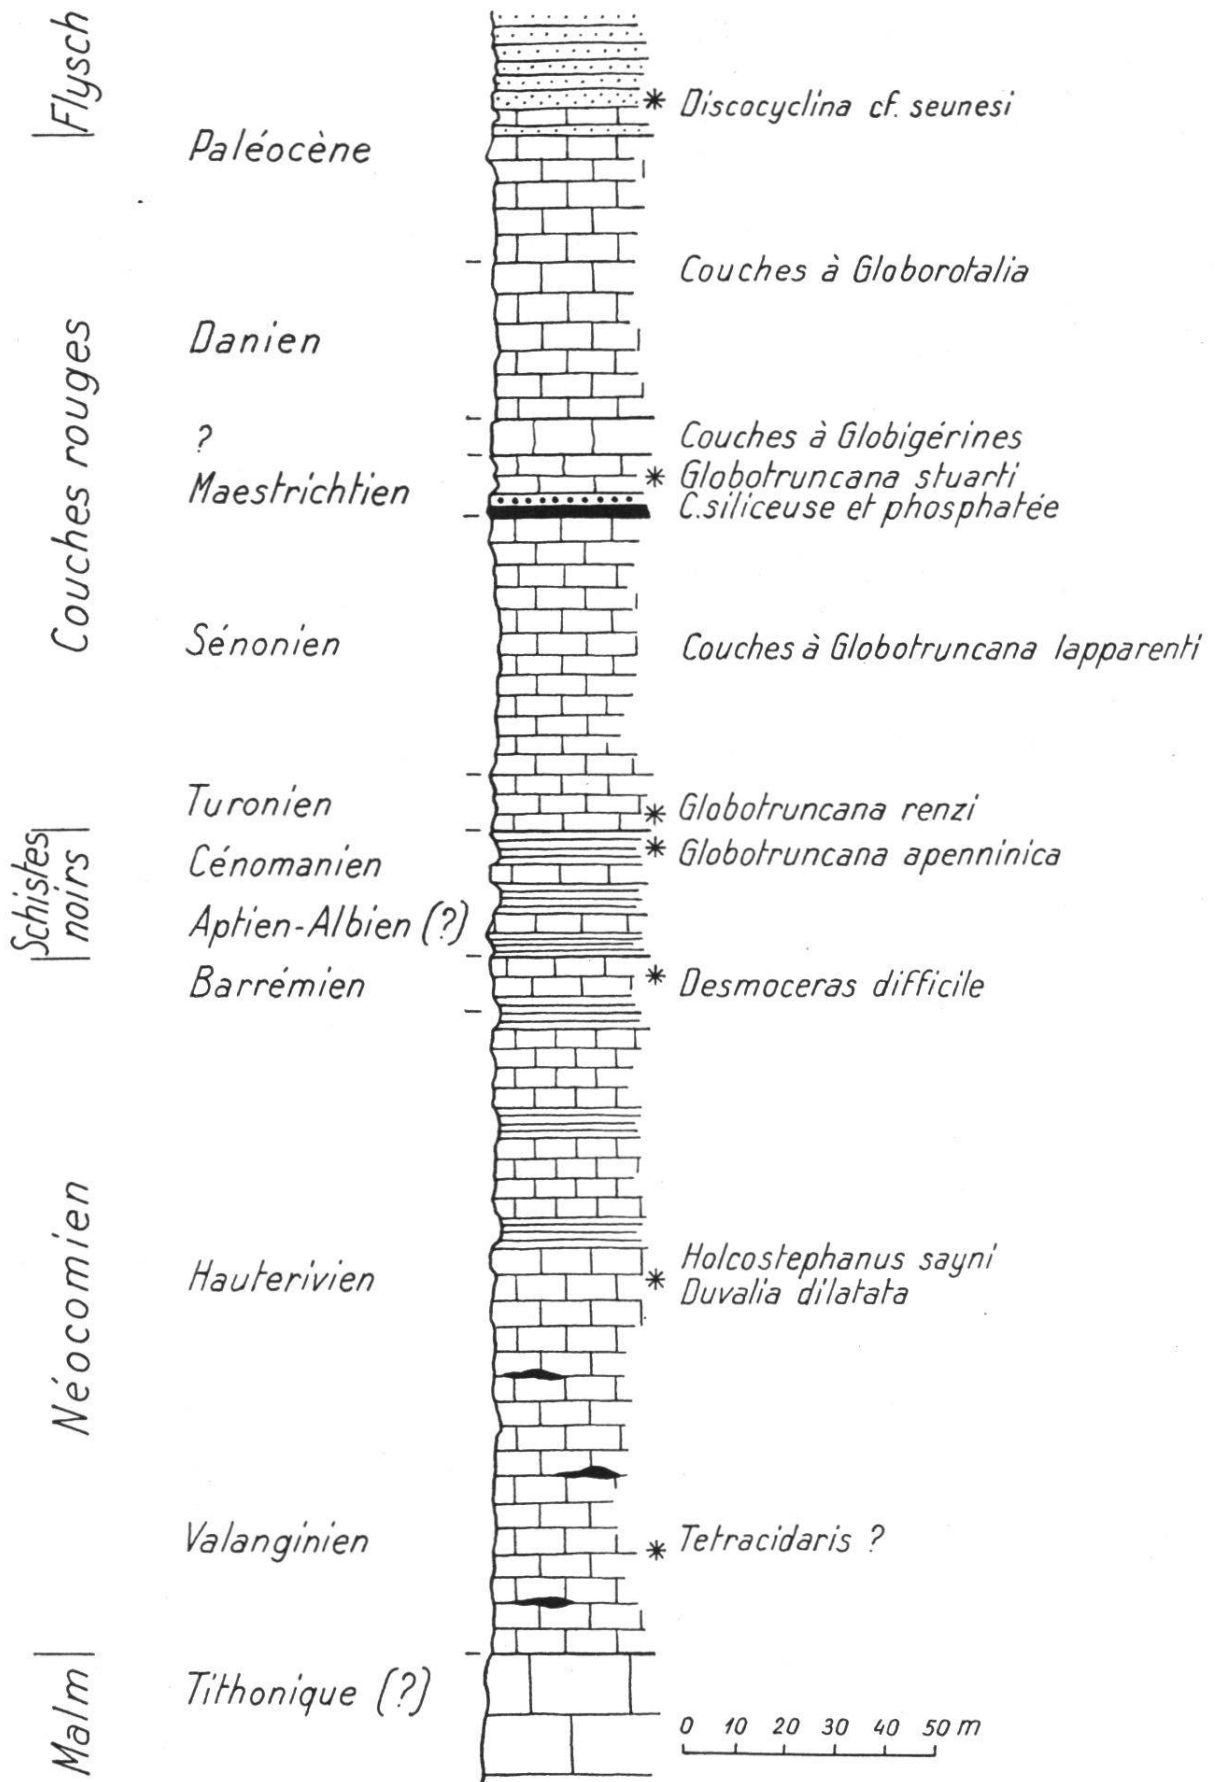 Flysch
Discocyclina cf. seunesi
Paléocène
Couches à Globorotalia
Couches rouges
Danien
?
Couches à Globigérines
Globotruncana stuarti
Maestrichtien
C.siliceuse et phosphatée
Sénonien
Couches à Globotruncana lapparenti
Turonien
Globotruncana renzi
Schistes
noirs
Cénomanien
Globotruncana apenninica
Aptien-Albien (?)
Barrémien
Desmoceras difficile
Néocomien
Hauterivien
Holcostephanus sayni
Duvalia dilatata
Valanginien
Tetracidaris ?
Malm
Tithonique (?)
0 10 20 30 40 50 m